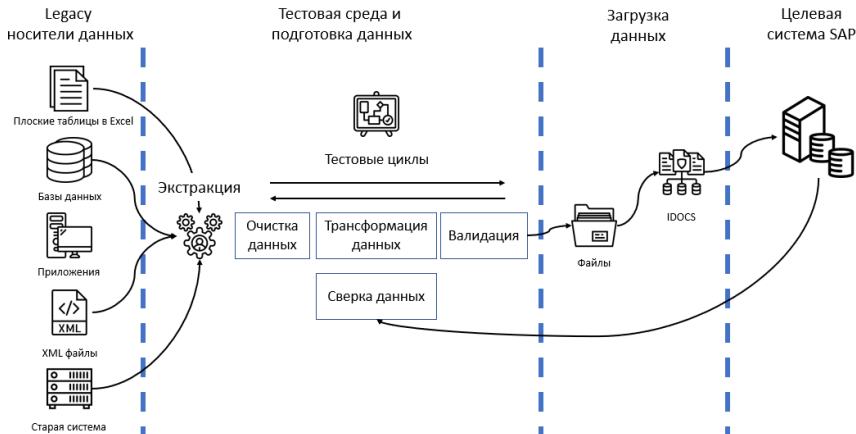 Legacy
носители данных
Тестовая среда и
подготовка данных
Загрузка
данных
Целевая
система SAP
Плоские таблицы в Excel
Базы данных
Приложения
XML
XML файлы
Старая система
Экстракция
Тестовые циклы
Очистка
данных
Трансформация
данных
Валидация
Сверка данных
Файлы
IDOCS